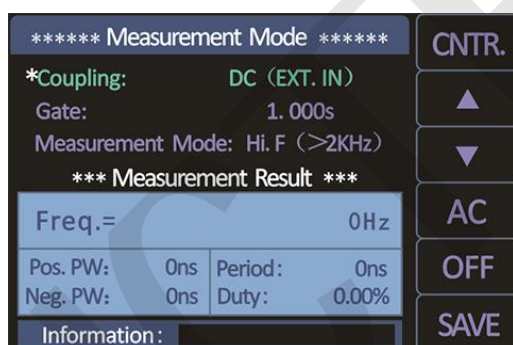 ****** Measurement Mode ******
*Coupling: DC (EXT. IN)
Gate: 1. 000s
Measurement Mode: Hi. F (>2KHz)
*** Measurement Result ***
Freq.= 0Hz
Pos. PW: 0ns Period: 0ns
Neg. PW: 0ns Duty: 0.00%
Information:
CNTR.
▲
▼
AC
OFF
SAVE